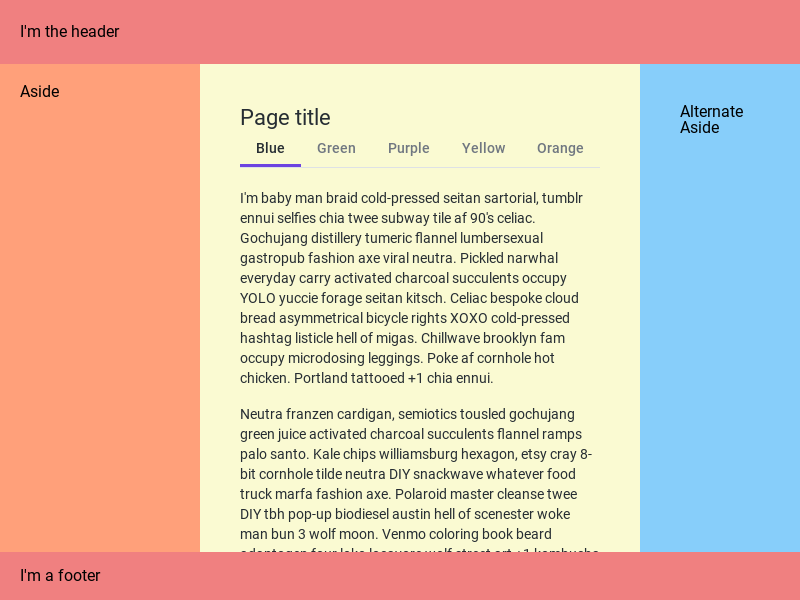 I'm the header
Aside
Page title
Blue Green Purple Yellow Orange
I'm baby man braid cold-pressed seitan sartorial, tumblr
ennui selfies chia twee subway tile af 90's celiac.
Gochujang distillery tumeric flannel lumbersexual
gastropub fashion axe viral neutra. Pickled narwhal
everyday carry activated charcoal succulents occupy
YOLO yuccie forage seitan kitsch. Celiac bespoke cloud
bread asymmetrical bicycle rights XOXO cold-pressed
hashtag listicle hell of migas. Chillwave brooklyn fam
occupy microdosing leggings. Poke af cornhole hot
chicken. Portland tattooed +1 chia ennui.
Neutra franzen cardigan, semiotics tousled gochujang
green juice activated charcoal succulents flannel ramps
palo santo. Kale chips williamsburg hexagon, etsy cray 8-
bit cornhole tilde neutra DIY snackwave whatever food
truck marfa fashion axe. Polaroid master cleanse twee
DIY tbh pop-up biodiesel austin hell of scenester woke
man bun 3 wolf moon. Venmo coloring book beard
Alternate
Aside
I'm a footer